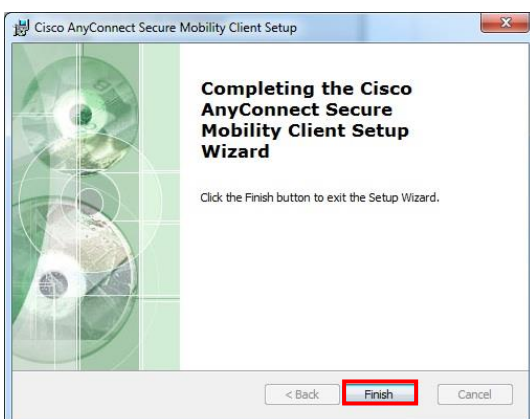 Cisco AnyConnect Secure Mobility Client Setup
Completing the Cisco
AnyConnect Secure
Mobility Client Setup
Wizard
Click the Finish button to exit the Setup Wizard.
< Back Finish Cancel